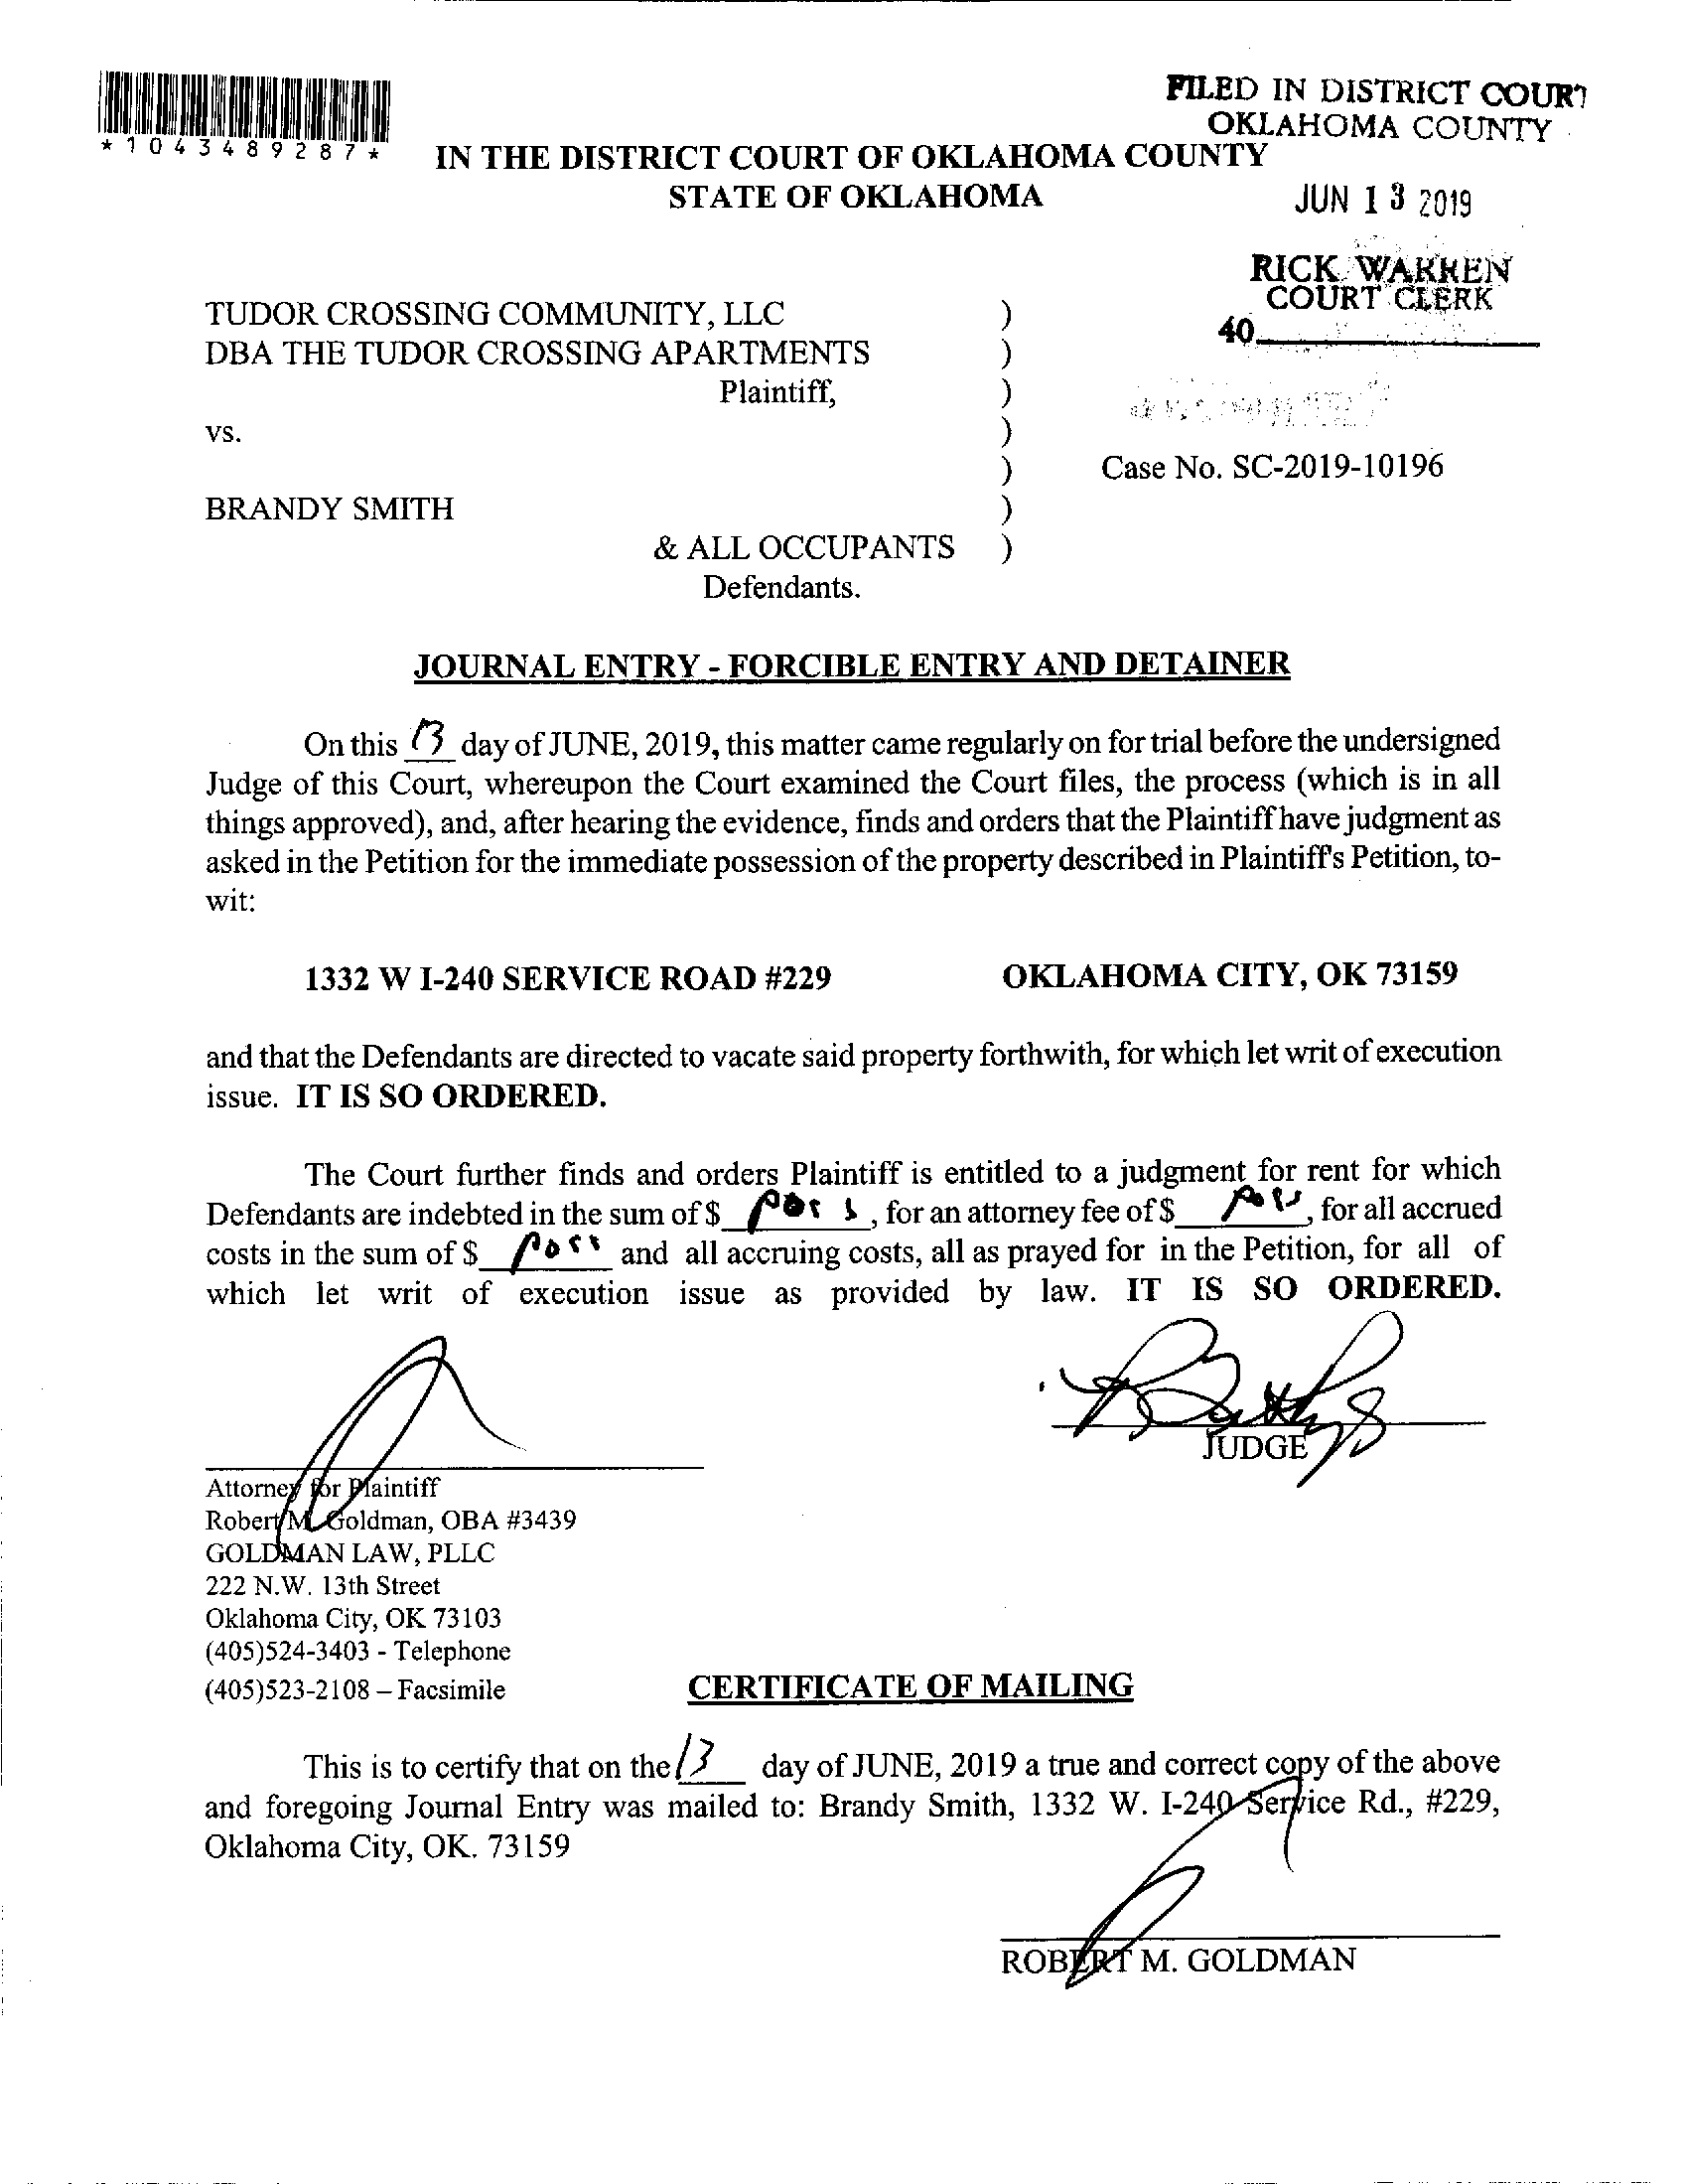 FILED IN DISTRICT COURT
OKLAHOMA COUNTY
*1043489287*
IN THE DISTRICT COURT OF OKLAHOMA COUNTY
STATE OF OKLAHOMA
JUN 13 2019
RICK WARREN
COURT CLERK
40
TUDOR CROSSING COMMUNITY, LLC )
DBA THE TUDOR CROSSING APARTMENTS )
Plaintiff, )
vs. )
) Case No. SC-2019-10196
BRANDY SMITH )
& ALL OCCUPANTS )
Defendants.
JOURNAL ENTRY - FORCIBLE ENTRY AND DETAINER
On this 13 day of JUNE, 2019, this matter came regularly on for trial before the undersigned
Judge of this Court, whereupon the Court examined the Court files, the process (which is in all
things approved), and, after hearing the evidence, finds and orders that the Plaintiff have judgment as
asked in the Petition for the immediate possession of the property described in Plaintiff's Petition, to-
wit:
1332 W I-240 SERVICE ROAD #229 OKLAHOMA CITY, OK 73159
and that the Defendants are directed to vacate said property forthwith, for which let writ of execution
issue. IT IS SO ORDERED.
The Court further finds and orders Plaintiff is entitled to a judgment for rent for which
Defendants are indebted in the sum of $ , for an attorney fee of $ , for all accrued
costs in the sum of $ and all accruing costs, all as prayed for in the Petition, for all of
which let writ of execution issue as provided by law. IT IS SO ORDERED.
JUDGE
Attorney for Plaintiff
Robert M. Goldman, OBA #3439
GOLDMAN LAW, PLLC
222 N.W. 13th Street
Oklahoma City, OK 73103
(405)524-3403 - Telephone
(405)523-2108 – Facsimile
CERTIFICATE OF MAILING
This is to certify that on the 13 day of JUNE, 2019 a true and correct copy of the above
and foregoing Journal Entry was mailed to: Brandy Smith, 1332 W. I-240 Service Rd., #229,
Oklahoma City, OK. 73159
ROBERT M. GOLDMAN